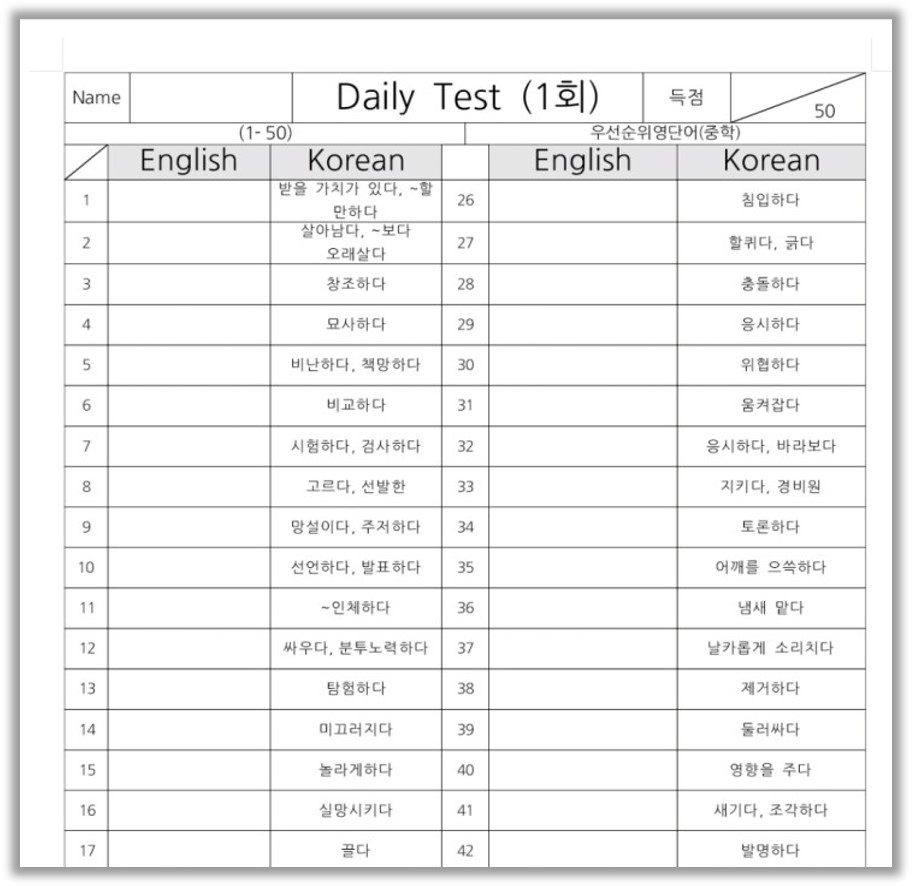 Name Daily Test (1회) 득점 50
(1- 50) 우선순위영단어(중학)
English Korean English Korean
1 받을 가치가 있다, ~할 만하다 26 침입하다
2 살아남다, ~보다 오래살다 27 할퀴다, 긁다
3 창조하다 28 충돌하다
4 묘사하다 29 응시하다
5 비난하다, 책망하다 30 위협하다
6 비교하다 31 움켜잡다
7 시험하다, 검사하다 32 응시하다, 바라보다
8 고르다, 선발한 33 지키다, 경비원
9 망설이다, 주저하다 34 토론하다
10 선언하다, 발표하다 35 어깨를 으쓱하다
11 ~인체하다 36 냄새 맡다
12 싸우다, 분투노력하다 37 날카롭게 소리치다
13 탐험하다 38 제거하다
14 미끄러지다 39 둘러싸다
15 놀라게하다 40 영향을 주다
16 실망시키다 41 새기다, 조각하다
17 끌다 42 발명하다